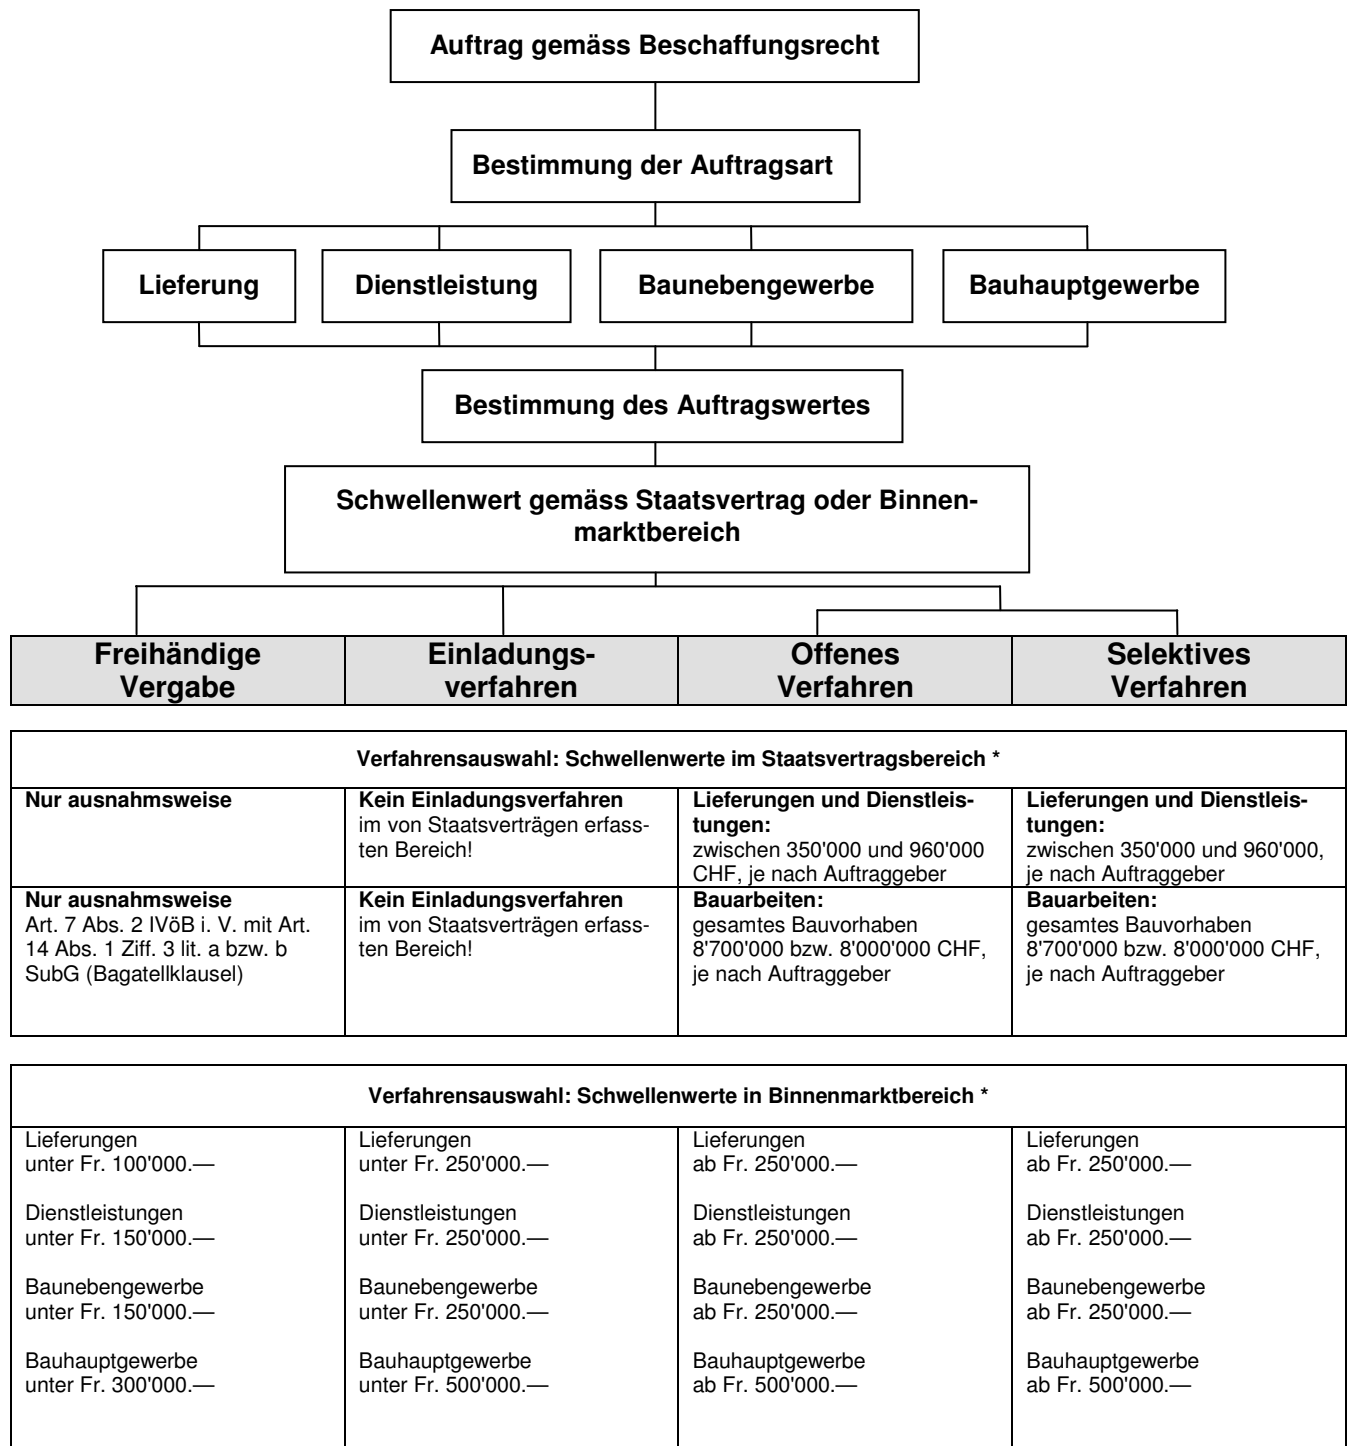 Auftrag gemäss Beschaffungsrecht
Bestimmung der Auftragsart
Lieferung
Dienstleistung
Baunebengewerbe
Bauhauptgewerbe
Bestimmung des Auftragswertes
Schwellenwert gemäss Staatsvertrag oder Binnen-
marktbereich
Freihändige
Vergabe
Einladungs-
verfahren
Offenes
Verfahren
Selektives
Verfahren
Verfahrensauswahl: Schwellenwerte im Staatsvertragsbereich *
Nur ausnahmsweise
Kein Einladungsverfahren
im von Staatsverträgen erfass-
ten Bereich!
Lieferungen und Dienstleis-
tungen:
zwischen 350'000 und 960'000
CHF, je nach Auftraggeber
Lieferungen und Dienstleis-
tungen:
zwischen 350'000 und 960'000,
je nach Auftraggeber
Nur ausnahmsweise
Art. 7 Abs. 2 IVöB i. V. mit Art.
14 Abs. 1 Ziff. 3 lit. a bzw. b
SubG (Bagatellklausel)
Kein Einladungsverfahren
im von Staatsverträgen erfass-
ten Bereich!
Bauarbeiten:
gesamtes Bauvorhaben
8'700'000 bzw. 8'000'000 CHF,
je nach Auftraggeber
Bauarbeiten:
gesamtes Bauvorhaben
8'700'000 bzw. 8'000'000 CHF,
je nach Auftraggeber
Verfahrensauswahl: Schwellenwerte in Binnenmarktbereich *
Lieferungen
unter Fr. 100'000.—
Dienstleistungen
unter Fr. 150'000.—
Baunebengewerbe
unter Fr. 150'000.—
Bauhauptgewerbe
unter Fr. 300'000.—
Lieferungen
unter Fr. 250'000.—
Dienstleistungen
unter Fr. 250'000.—
Baunebengewerbe
unter Fr. 250'000.—
Bauhauptgewerbe
unter Fr. 500'000.—
Lieferungen
ab Fr. 250'000.—
Dienstleistungen
ab Fr. 250'000.—
Baunebengewerbe
ab Fr. 250'000.—
Bauhauptgewerbe
ab Fr. 500'000.—
Lieferungen
ab Fr. 250'000.—
Dienstleistungen
ab Fr. 250'000.—
Baunebengewerbe
ab Fr. 250'000.—
Bauhauptgewerbe
ab Fr. 500'000.—